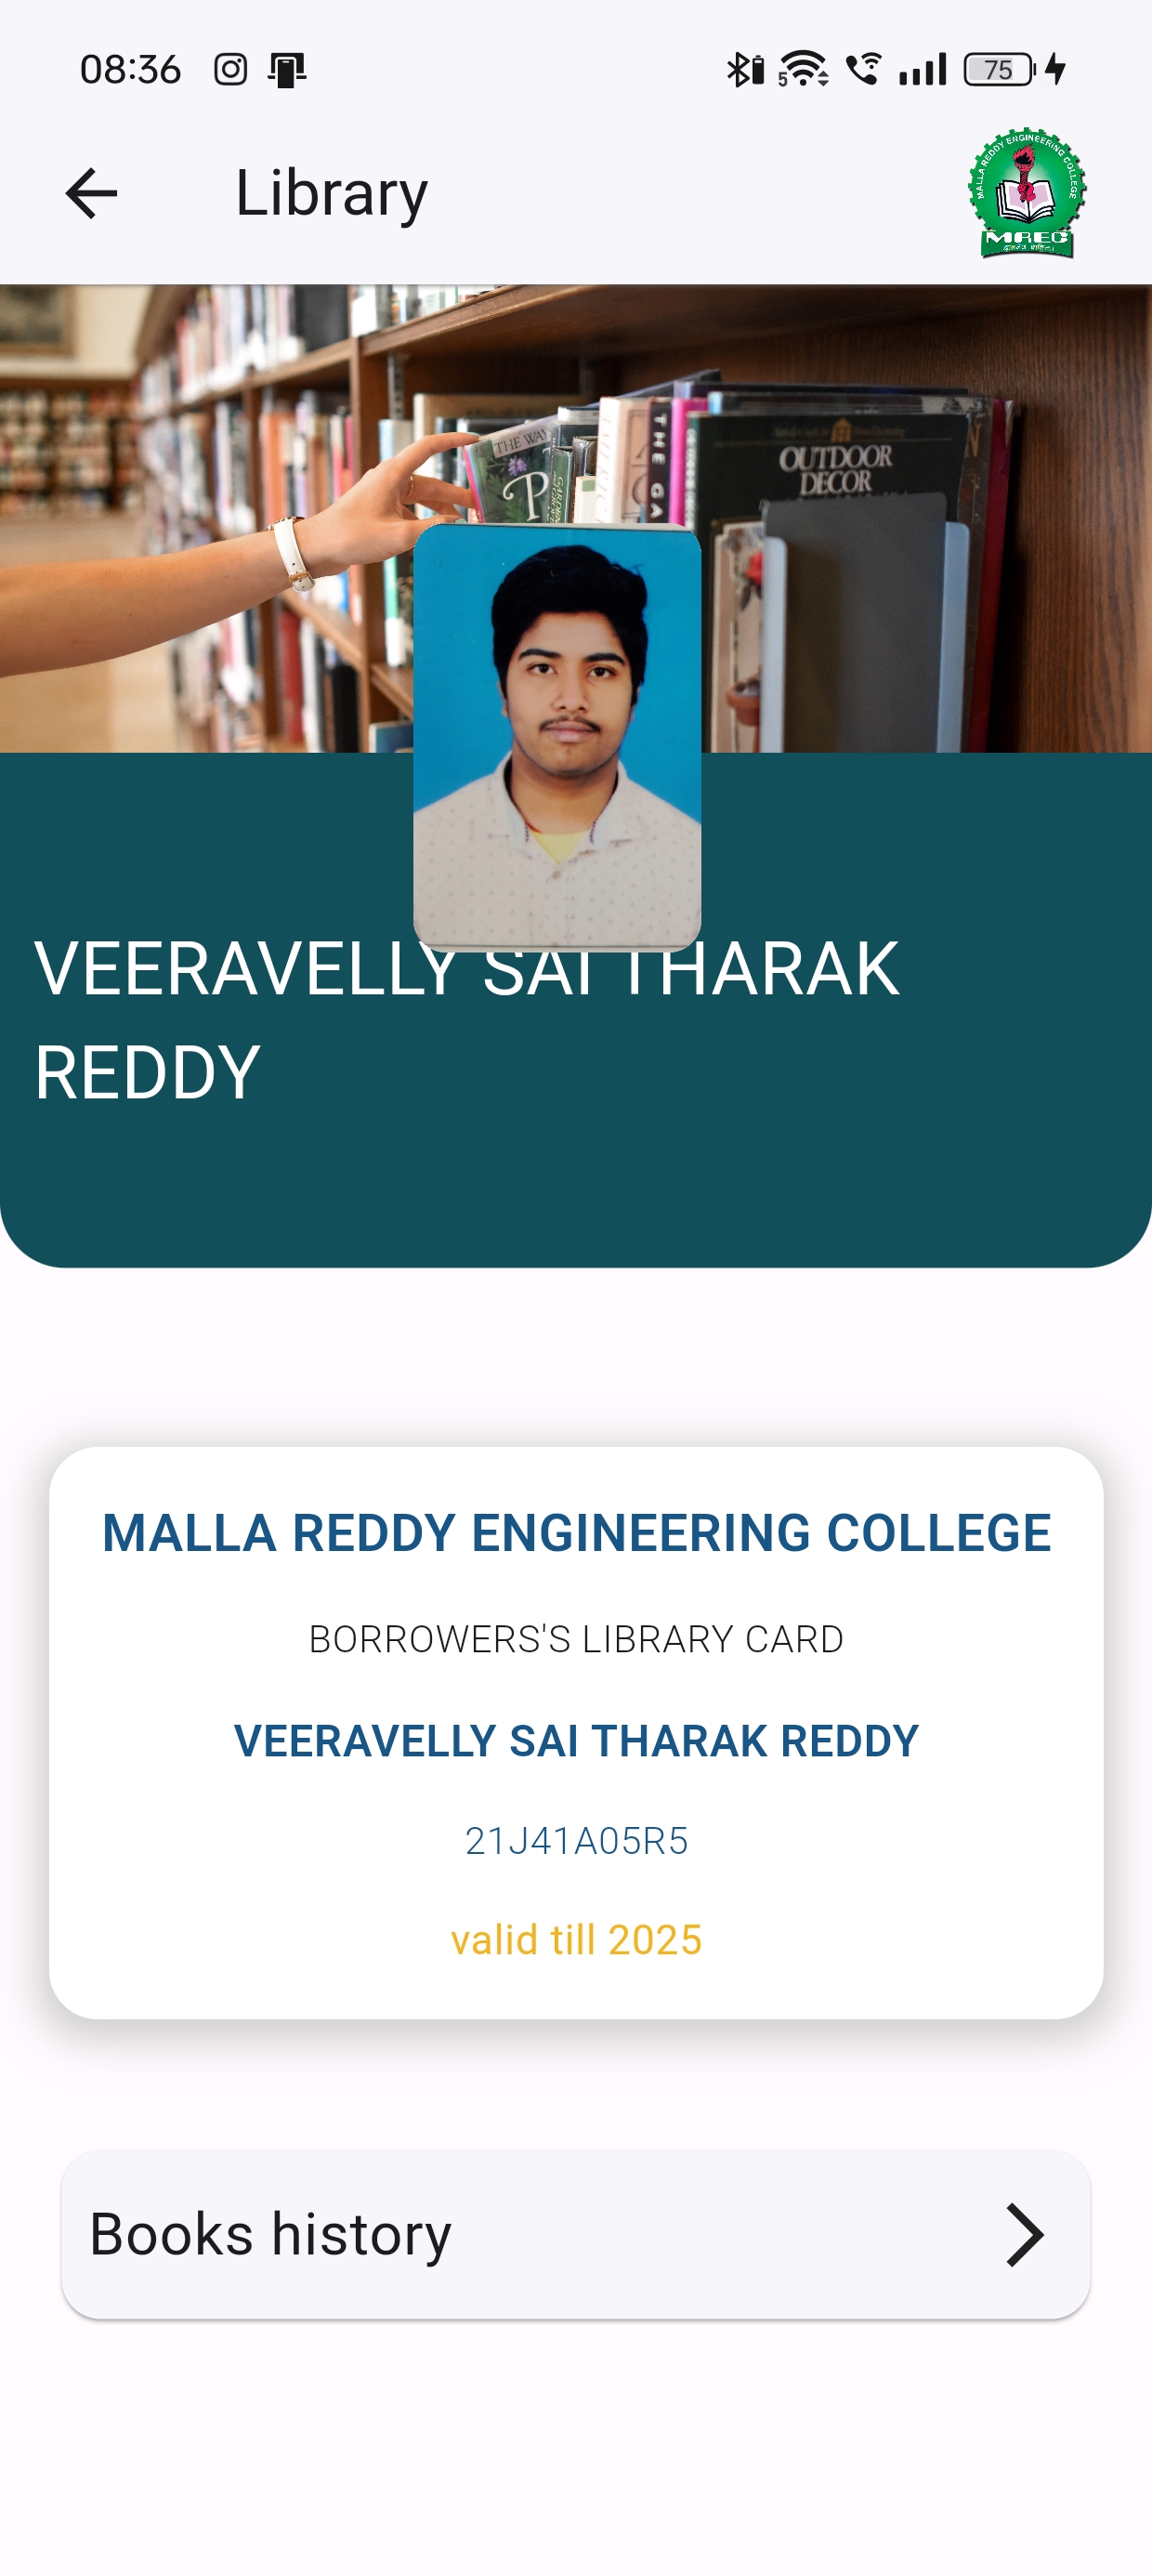 08:36
5
75
Library
MALLA REDDY ENGINEERING COLLEGE
MREC
THE WAY
P
THE GA
OUTDOOR
DECOR
VEERAVELLY SAI THARAK
REDDY
MALLA REDDY ENGINEERING COLLEGE
BORROWERS'S LIBRARY CARD
VEERAVELLY SAI THARAK REDDY
21J41A05R5
valid till 2025
Books history